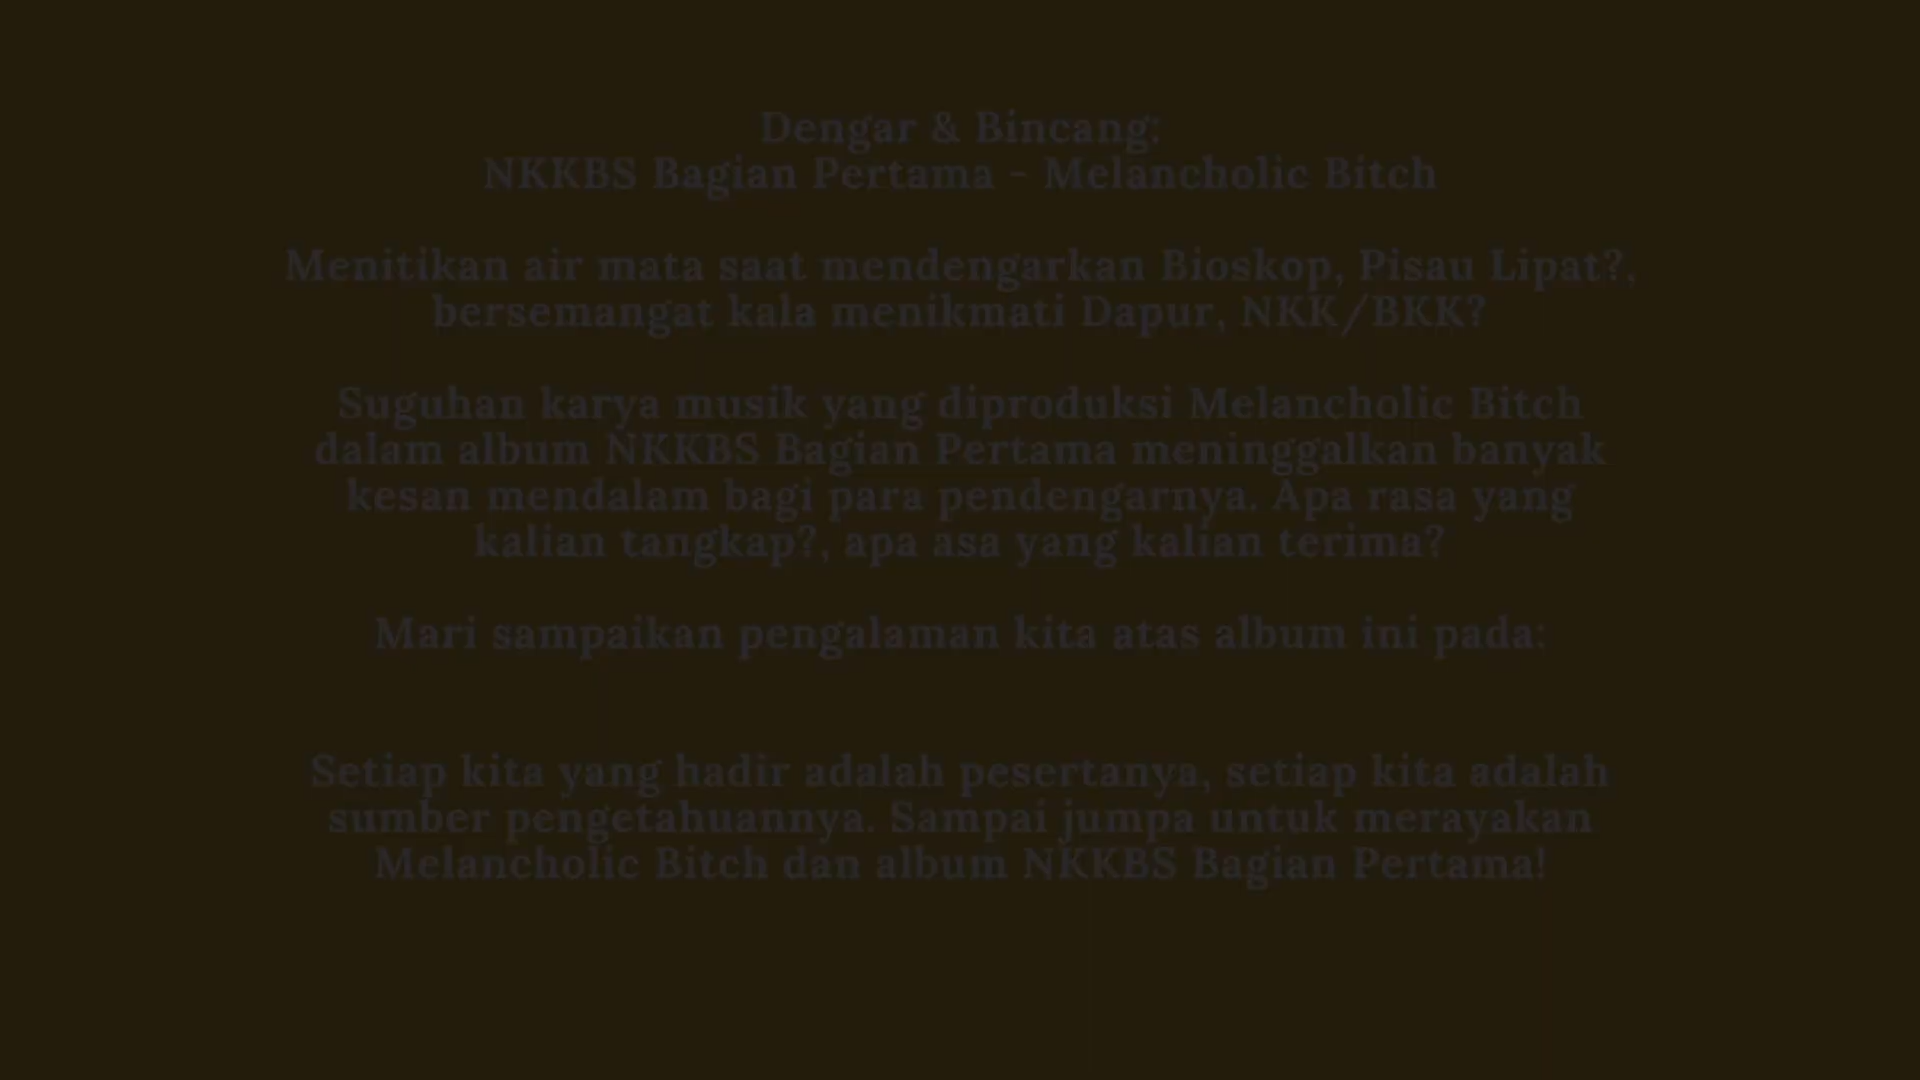 Dengar & Bincang:
NKKBS Bagian Pertama - Melancholic Bitch
Menitikan air mata saat mendengarkan Bioskop, Pisau Lipat?,
bersemangat kala menikmati Dapur, NKK/BKK?
Suguhan karya musik yang diproduksi Melancholic Bitch
dalam album NKKBS Bagian Pertama meninggalkan banyak
kesan mendalam bagi para pendengarnya. Apa rasa yang
kalian tangkap?, apa asa yang kalian terima?
Mari sampaikan pengalaman kita atas album ini pada:
Setiap kita yang hadir adalah pesertanya, setiap kita adalah
sumber pengetahuannya. Sampai jumpa untuk merayakan
Melancholic Bitch dan album NKKBS Bagian Pertama!